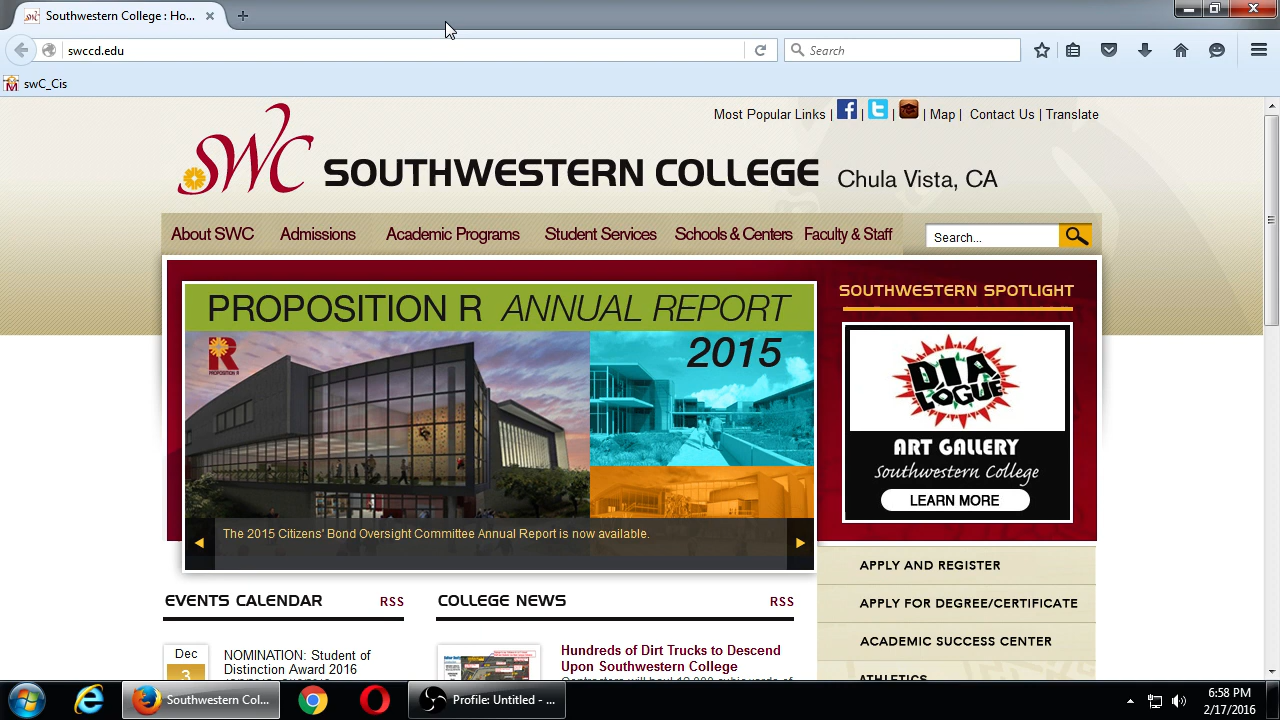 Southwestern College : Ho...
swccd.edu
Search
swC_Cis
Most Popular Links | | | | Map | Contact Us | Translate
SWC SOUTHWESTERN COLLEGE Chula Vista, CA
About SWC Admissions Academic Programs Student Services Schools & Centers Faculty & Staff Search...
PROPOSITION R ANNUAL REPORT
2015
R
PROPOSITION R
The 2015 Citizens' Bond Oversight Committee Annual Report is now available.
SOUTHWESTERN SPOTLIGHT
DIA
LOGUE
ART GALLERY
Southwestern College
LEARN MORE
APPLY AND REGISTER
APPLY FOR DEGREE/CERTIFICATE
ACADEMIC SUCCESS CENTER
ATHLETICS
EVENTS CALENDAR RSS
Dec
3
NOMINATION: Student of
Distinction Award 2016
COLLEGE NEWS RSS
Hundreds of Dirt Trucks to Descend
Upon Southwestern College
Southwestern Col...
Profile: Untitled - ...
6:58 PM
2/17/2016